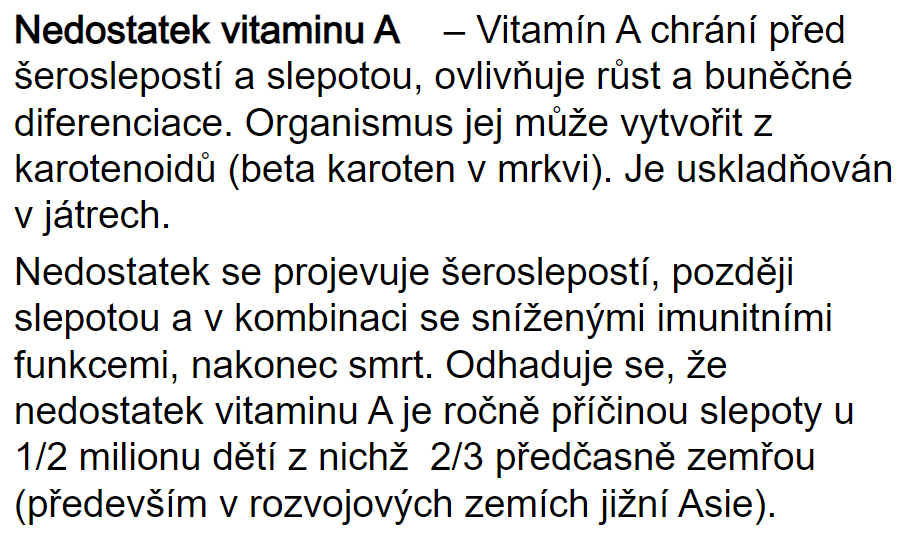 Nedostatek vitaminu A – Vitamín A chrání před
šeroslepostí a slepotou, ovlivňuje růst a buněčné
diferenciace. Organismus jej může vytvořit z
karotenoidů (beta karoten v mrkvi). Je uskladňován
v játrech.
Nedostatek se projevuje šeroslepostí, později
slepotou a v kombinaci se sníženými imunitními
funkcemi, nakonec smrt. Odhaduje se, že
nedostatek vitaminu A je ročně příčinou slepoty u
1/2 milionu dětí z nichž  2/3 předčasně zemřou
(především v rozvojových zemích jižní Asie).